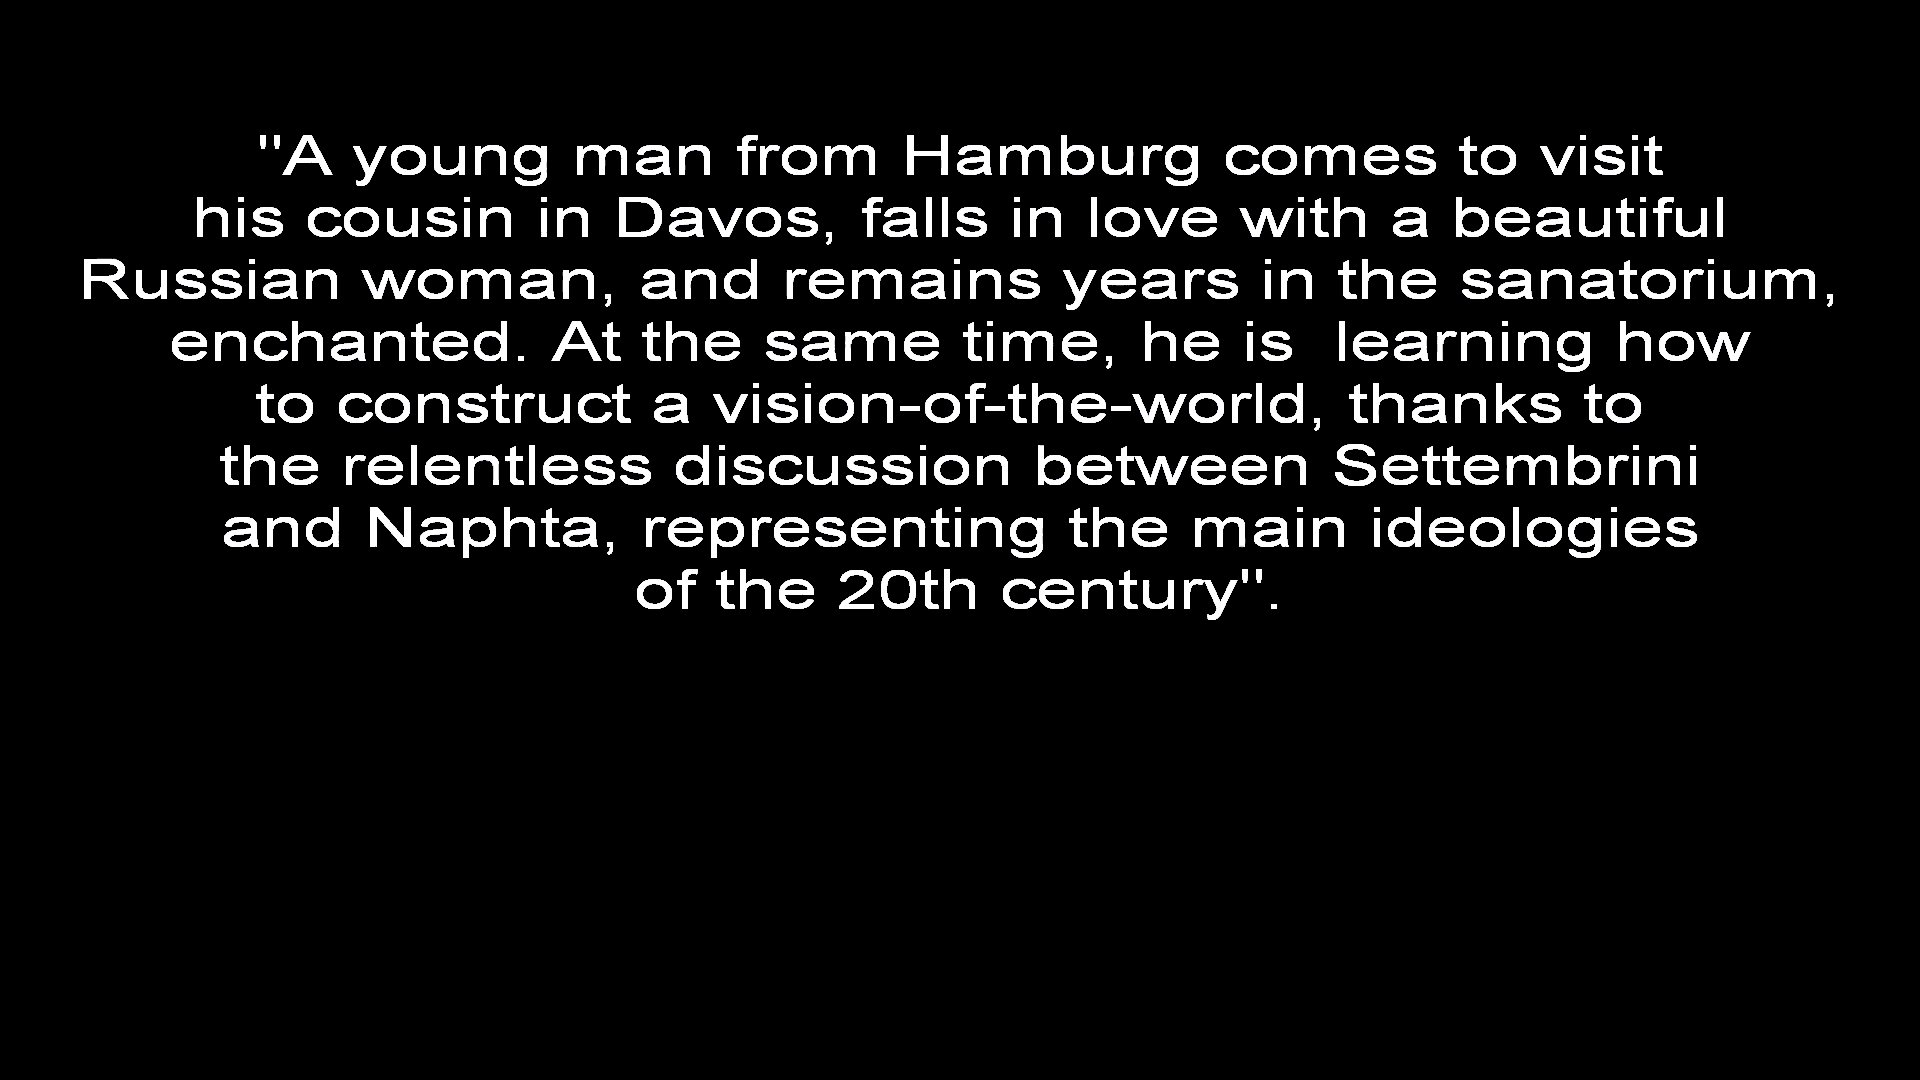 "A young man from Hamburg comes to visit
his cousin in Davos, falls in love with a beautiful
Russian woman, and remains years in the sanatorium,
enchanted. At the same time, he is  learning how
to construct a vision-of-the-world, thanks to
the relentless discussion between Settembrini
and Naphta, representing the main ideologies
of the 20th century".